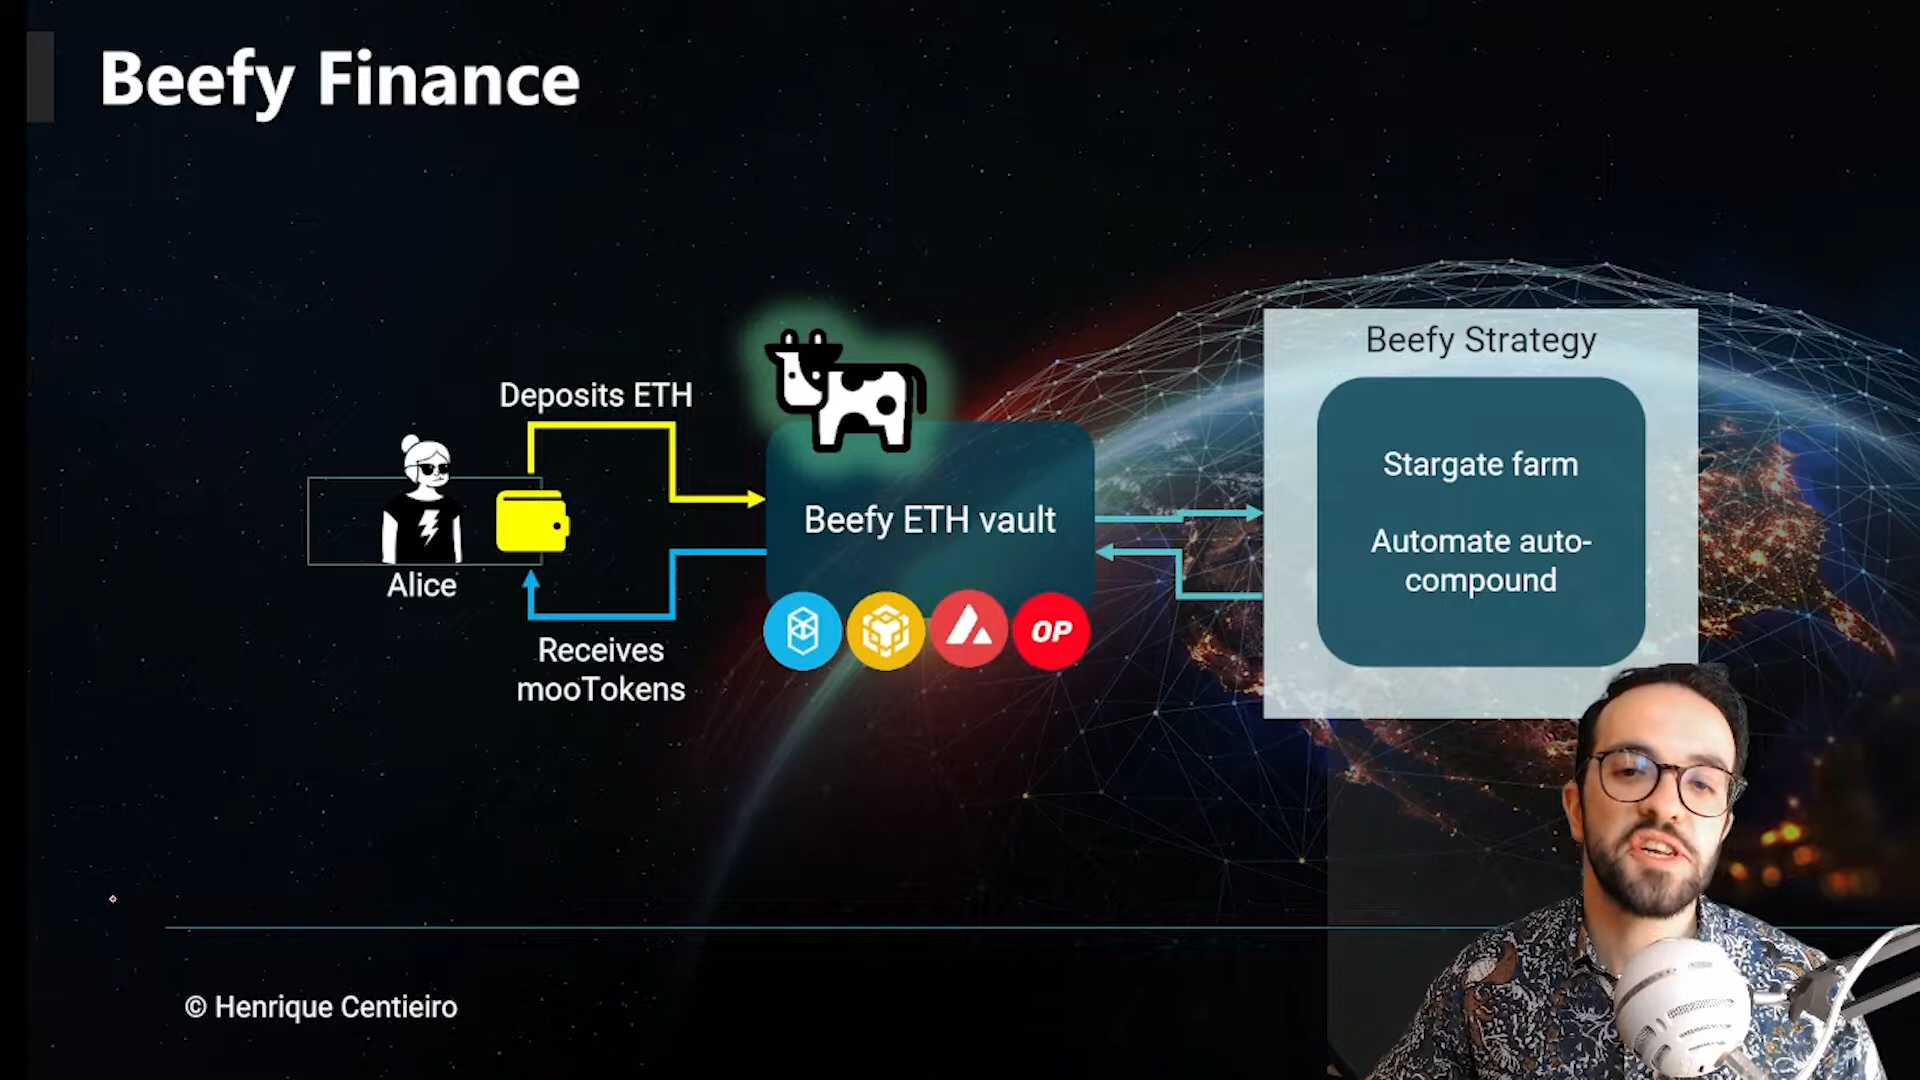 Beefy Finance
Deposits ETH
Alice
Receives
mooTokens
Beefy ETH vault
OP
Beefy Strategy
Stargate farm
Automate auto-
compound
© Henrique Centieiro